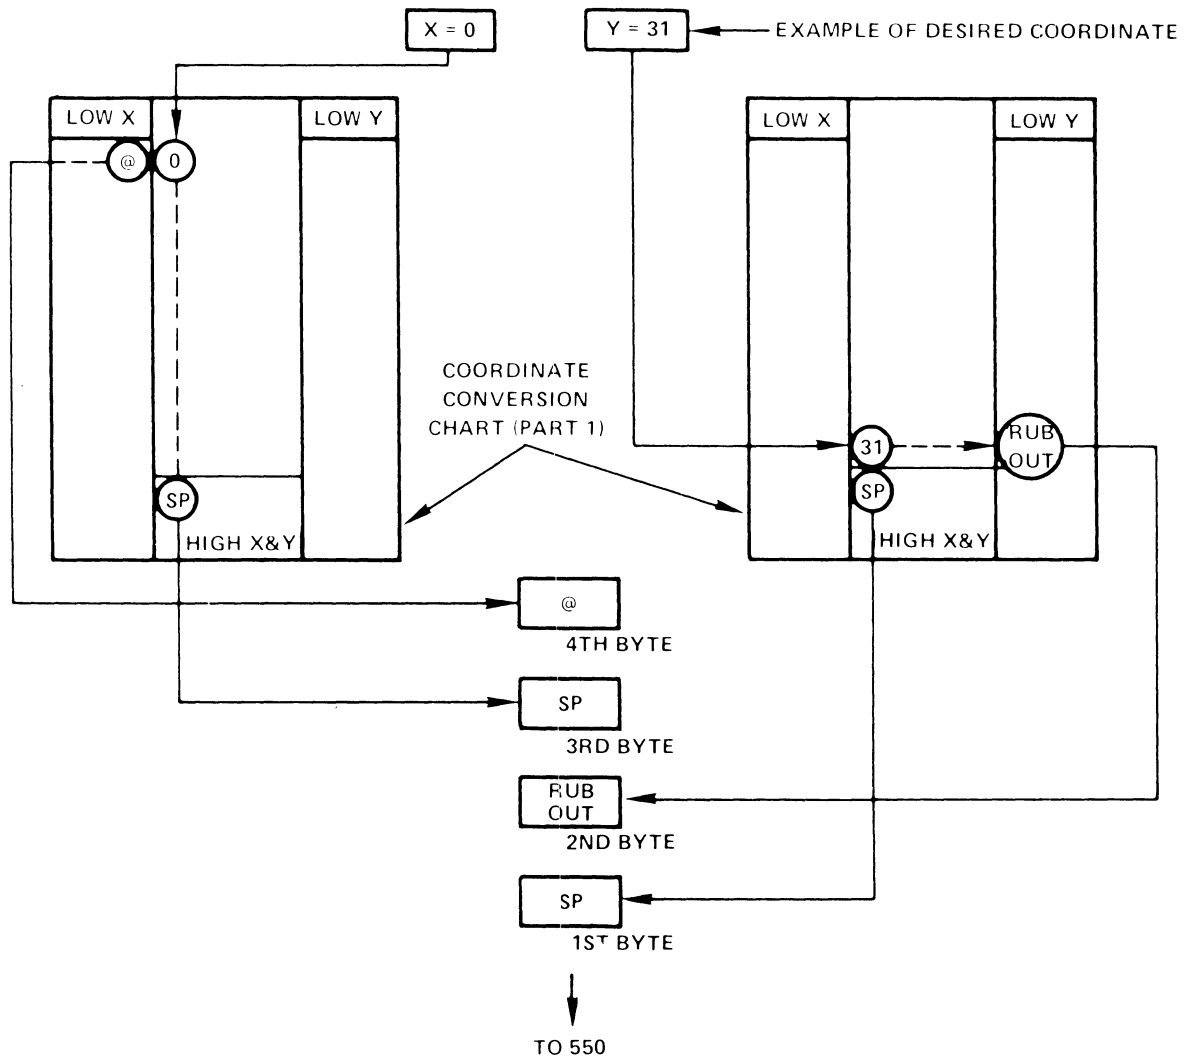 X = 0
Y = 31
EXAMPLE OF DESIRED COORDINATE
LOW X
LOW Y
LOW X
LOW Y
@
0
COORDINATE
CONVERSION
CHART (PART 1)
31
RUB
OUT
SP
SP
HIGH X&Y
HIGH X&Y
@
4TH BYTE
SP
3RD BYTE
RUB
OUT
2ND BYTE
SP
1ST BYTE
TO 550